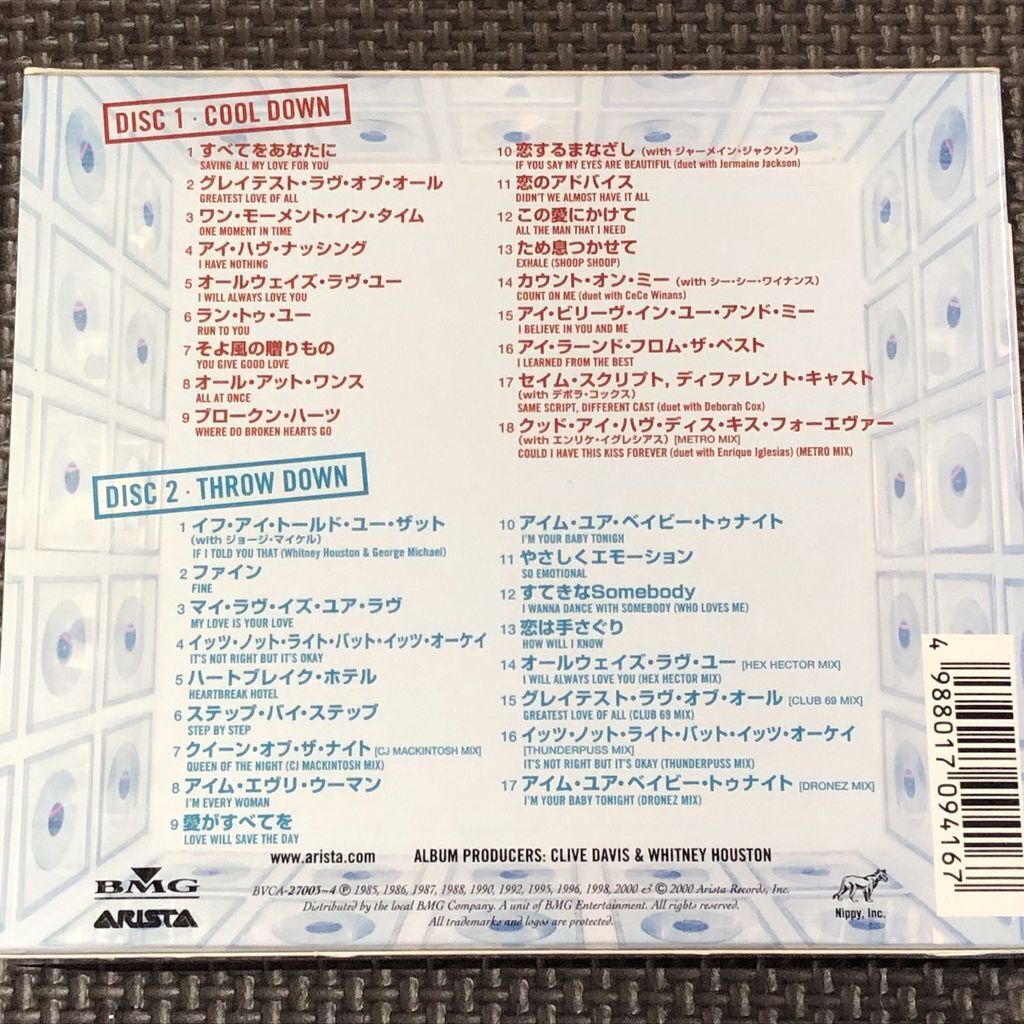 DISC 1 · COOL DOWN
1 すべてをあなたに
SAVING ALL MY LOVE FOR YOU
2 グレイテスト・ラヴ・オブ・オール
GREATEST LOVE OF ALL
3 ワン・モーメント・イン・タイム
ONE MOMENT IN TIME
4 アイ・ハヴ・ナッシング
I HAVE NOTHING
5 オールウェイズ・ラヴ・ユー
I WILL ALWAYS LOVE YOU
6 ラン・トゥ・ユー
RUN TO YOU
7 そよ風の贈りもの
YOU GIVE GOOD LOVE
8 オール・アット・ワンス
ALL AT ONCE
9 ブロークン・ハーツ
WHERE DO BROKEN HEARTS GO
10 恋するまなざし (with ジャーメイン・ジャクソン)
IF YOU SAY MY EYES ARE BEAUTIFUL (duet with Jermaine Jackson)
11 恋のアドバイス
DIDN'T WE ALMOST HAVE IT ALL
12 この愛にかけて
ALL THE MAN THAT I NEED
13 ため息つかせて
EXHALE (SHOOP SHOOP)
14 カウント・オン・ミー (with シー・シー・ワイナンス)
COUNT ON ME (duet with CeCe Winans)
15 アイ・ビリーヴ・イン・ユー・アンド・ミー
I BELIEVE IN YOU AND ME
16 アイ・ラーンド・フロム・ザ・ベスト
I LEARNED FROM THE BEST
17 セイム・スクリプト, ディファレント・キャスト
(with デボラ・コックス)
SAME SCRIPT, DIFFERENT CAST (duet with Deborah Cox)
18 クッド・アイ・ハヴ・ディス・キス・フォーエヴァー
(with エンリケ・イグレシアス) [METRO MIX]
COULD I HAVE THIS KISS FOREVER (duet with Enrique Iglesias) (METRO MIX)
DISC 2 · THROW DOWN
1 イフ・アイ・トールド・ユー・ザット
(with ジョージ・マイケル)
IF I TOLD YOU THAT (Whitney Houston & George Michael)
2 ファイン
FINE
3 マイ・ラヴ・イズ・ユア・ラヴ
MY LOVE IS YOUR LOVE
4 イッツ・ノット・ライト・バット・イッツ・オーケイ
IT'S NOT RIGHT BUT IT'S OKAY
5 ハートブレイク・ホテル
HEARTBREAK HOTEL
6 ステップ・バイ・ステップ
STEP BY STEP
7 クイーン・オブ・ザ・ナイト [CJ MACKINTOSH MIX]
QUEEN OF THE NIGHT (CJ MACKINTOSH MIX)
8 アイム・エヴリ・ウーマン
I'M EVERY WOMAN
9 愛がすべてを
LOVE WILL SAVE THE DAY
10 アイム・ユア・ベイビー・トゥナイト
I'M YOUR BABY TONIGH
11 やさしくエモーション
SO EMOTIONAL
12 すてきなSomebody
I WANNA DANCE WITH SOMEBODY (WHO LOVES ME)
13 恋は手さぐり
HOW WILL I KNOW
14 オールウェイズ・ラヴ・ユー [HEX HECTOR MIX]
I WILL ALWAYS LOVE YOU (HEX HECTOR MIX)
15 グレイテスト・ラヴ・オブ・オール [CLUB 69 MIX]
GREATEST LOVE OF ALL (CLUB 69 MIX)
16 イッツ・ノット・ライト・バット・イッツ・オーケイ
[THUNDERPUSS MIX]
IT'S NOT RIGHT BUT IT'S OKAY (THUNDERPUSS MIX)
17 アイム・ユア・ベイビー・トゥナイト [DRONEZ MIX]
I'M YOUR BABY TONIGHT (DRONEZ MIX)
4 988017 094167
www.arista.com ALBUM PRODUCERS: CLIVE DAVIS & WHITNEY HOUSTON
BMG
ARISTA
BVCA-27003~4 ℗ 1985, 1986, 1987, 1988, 1990, 1992, 1995, 1996, 1998, 2000 & © 2000 Arista Records, Inc.
Distributed by the local BMG Company. A unit of BMG Entertainment. All rights reserved.
All trademarks and logos are protected.
Nippy, Inc.